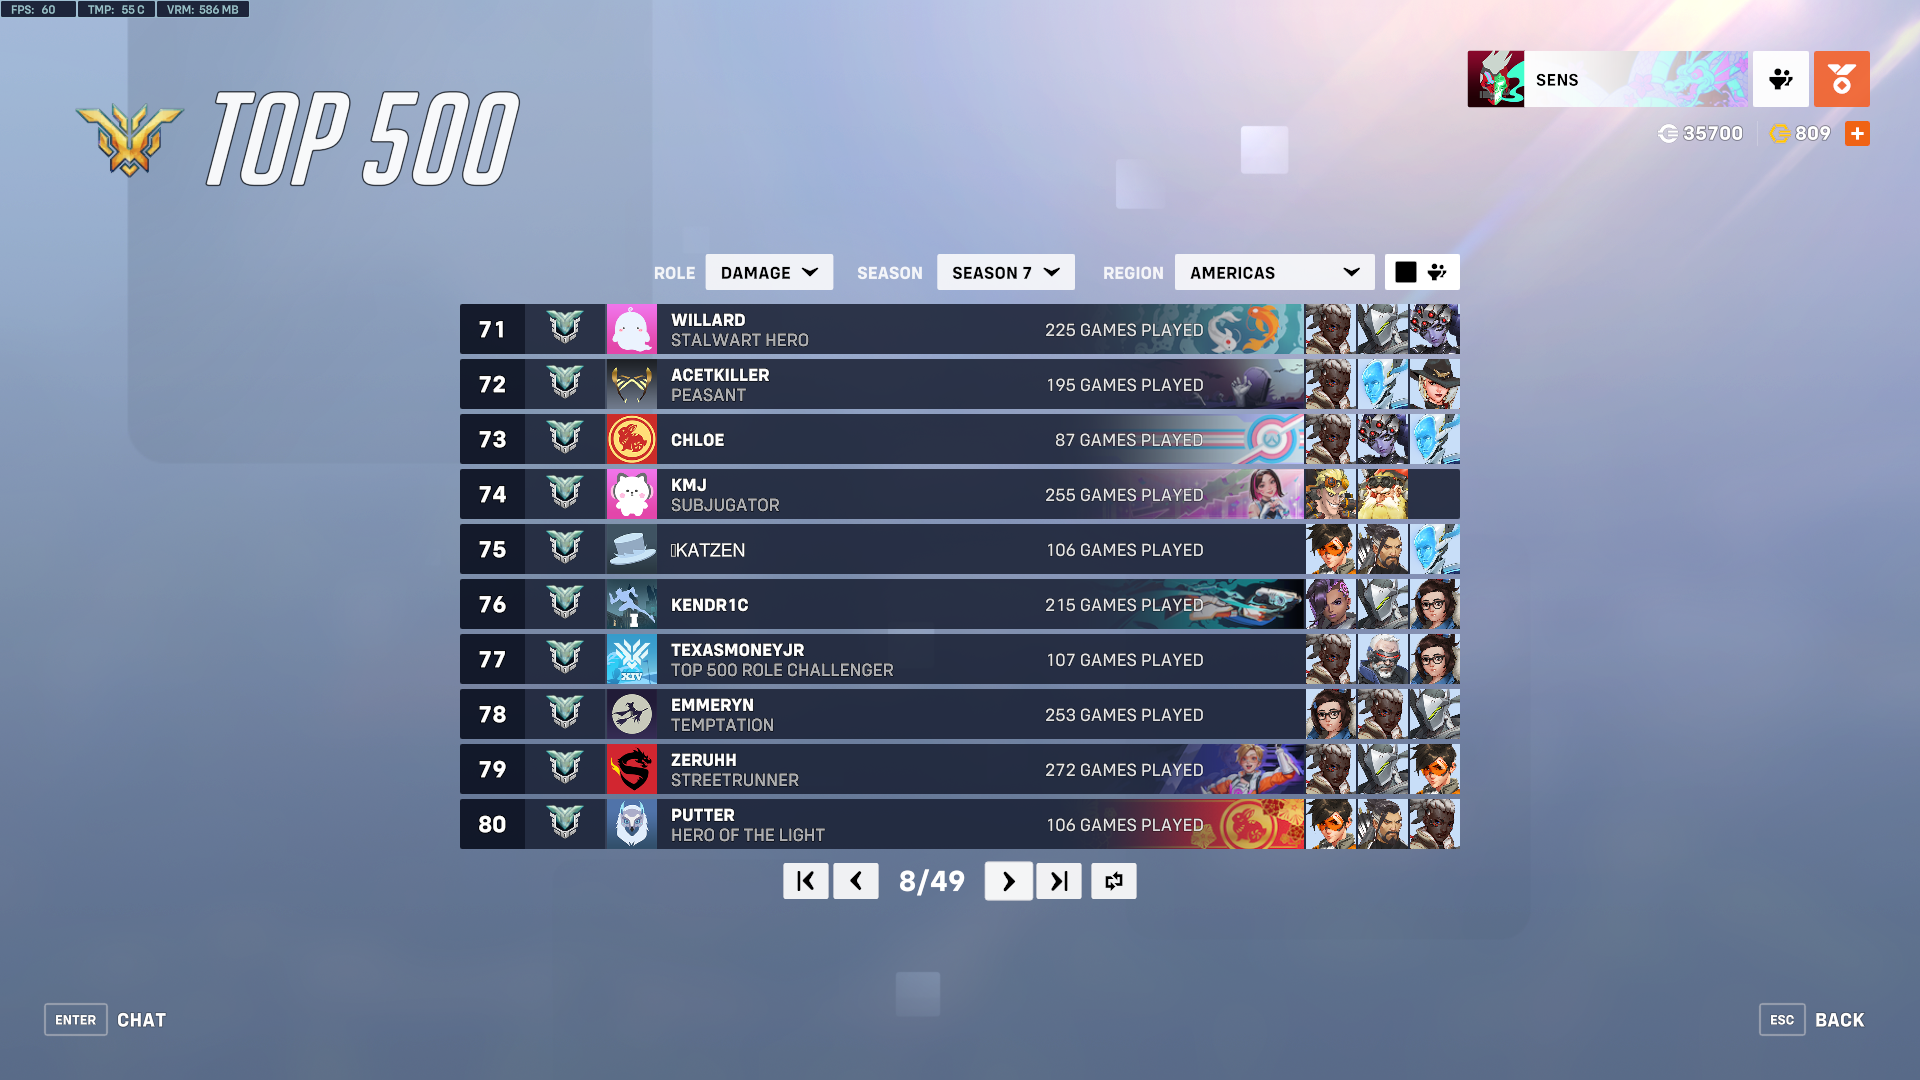 FPS: 60 TMP: 55 C VRM: 586 MB
TOP 500
SENS
35700 809
ROLE DAMAGE SEASON SEASON 7 REGION AMERICAS
71 WILLARD
STALWART HERO
225 GAMES PLAYED
72 ACETKILLER
PEASANT
195 GAMES PLAYED
73 CHLOE 87 GAMES PLAYED
74 KMJ
SUBJUGATOR
255 GAMES PLAYED
75 ▯KATZEN 106 GAMES PLAYED
76 KENDR1C 215 GAMES PLAYED
77 TEXASMONEYJR
TOP 500 ROLE CHALLENGER
107 GAMES PLAYED
XIV
78 EMMERYN
TEMPTATION
253 GAMES PLAYED
79 ZERUHH
STREETRUNNER
272 GAMES PLAYED
80 PUTTER
HERO OF THE LIGHT
106 GAMES PLAYED
8/49
ENTER CHAT
ESC BACK